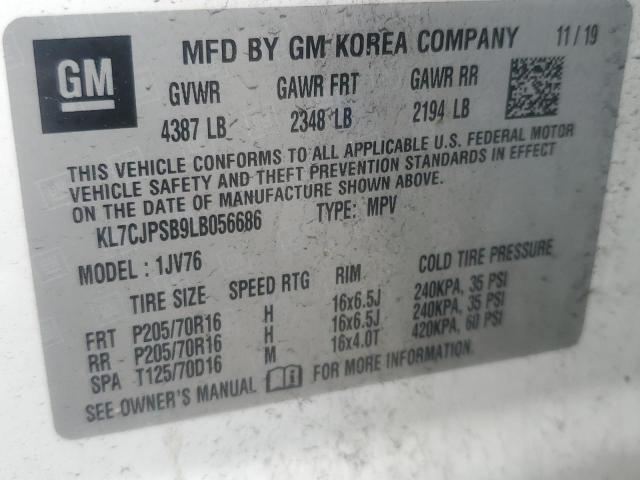 GM MFD BY GM KOREA COMPANY 11/19
GVWR GAWR FRT GAWR RR
4387 LB 2348 LB 2194 LB
THIS VEHICLE CONFORMS TO ALL APPLICABLE U.S. FEDERAL MOTOR
VEHICLE SAFETY AND THEFT PREVENTION STANDARDS IN EFFECT
ON THE DATE OF MANUFACTURE SHOWN ABOVE.
KL7CJPSB9LB056686 TYPE: MPV
MODEL: 1JV76
TIRE SIZE SPEED RTG RIM COLD TIRE PRESSURE
FRT P205/70R16 H 16x6.5J 240KPA, 35 PSI
RR P205/70R16 H 16x6.5J 240KPA, 35 PSI
SPA T125/70D16 M 16x4.0T 420KPA, 60 PSI
SEE OWNER'S MANUAL FOR MORE INFORMATION.